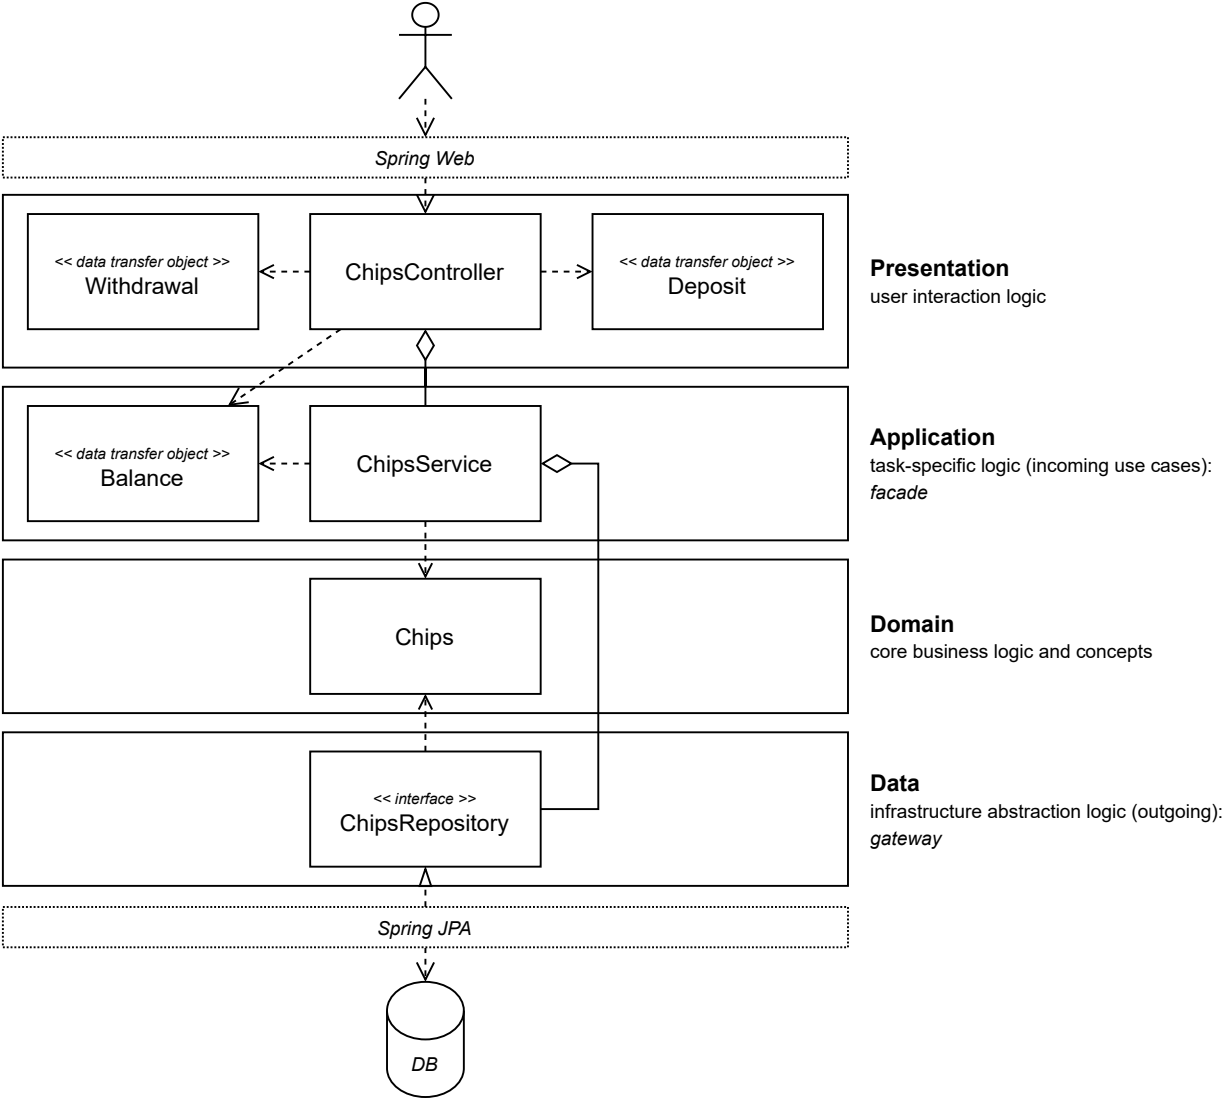 Spring Web
<< data transfer object >>
Withdrawal
ChipsController
<< data transfer object >>
Deposit
Presentation
user interaction logic
<< data transfer object >>
Balance
ChipsService
Application
task-specific logic (incoming use cases):
facade
Chips
Domain
core business logic and concepts
<< interface >>
ChipsRepository
Data
infrastructure abstraction logic (outgoing):
gateway
Spring JPA
DB